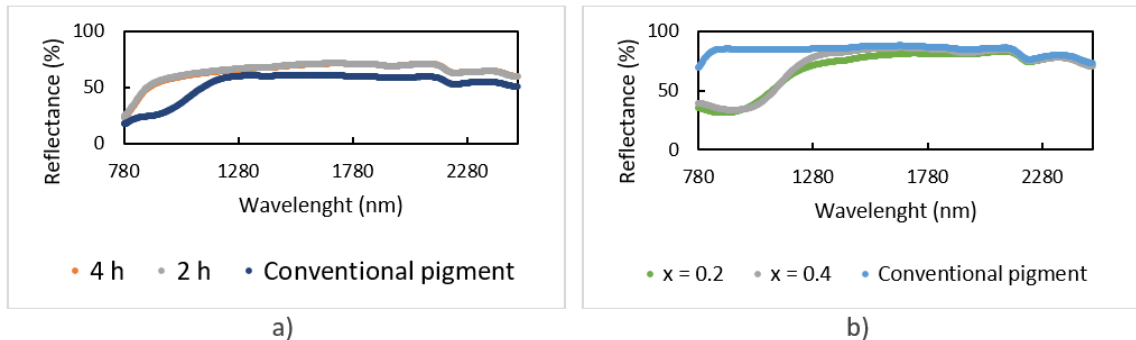 Reflectance (%)
100
50
0
780 1280 1780 2280
Wavelenght (nm)
4 h 2 h Conventional pigment
a)
Reflectance (%)
100
50
0
780 1280 1780 2280
Wavelenght (nm)
x = 0.2 x = 0.4 Conventional pigment
b)